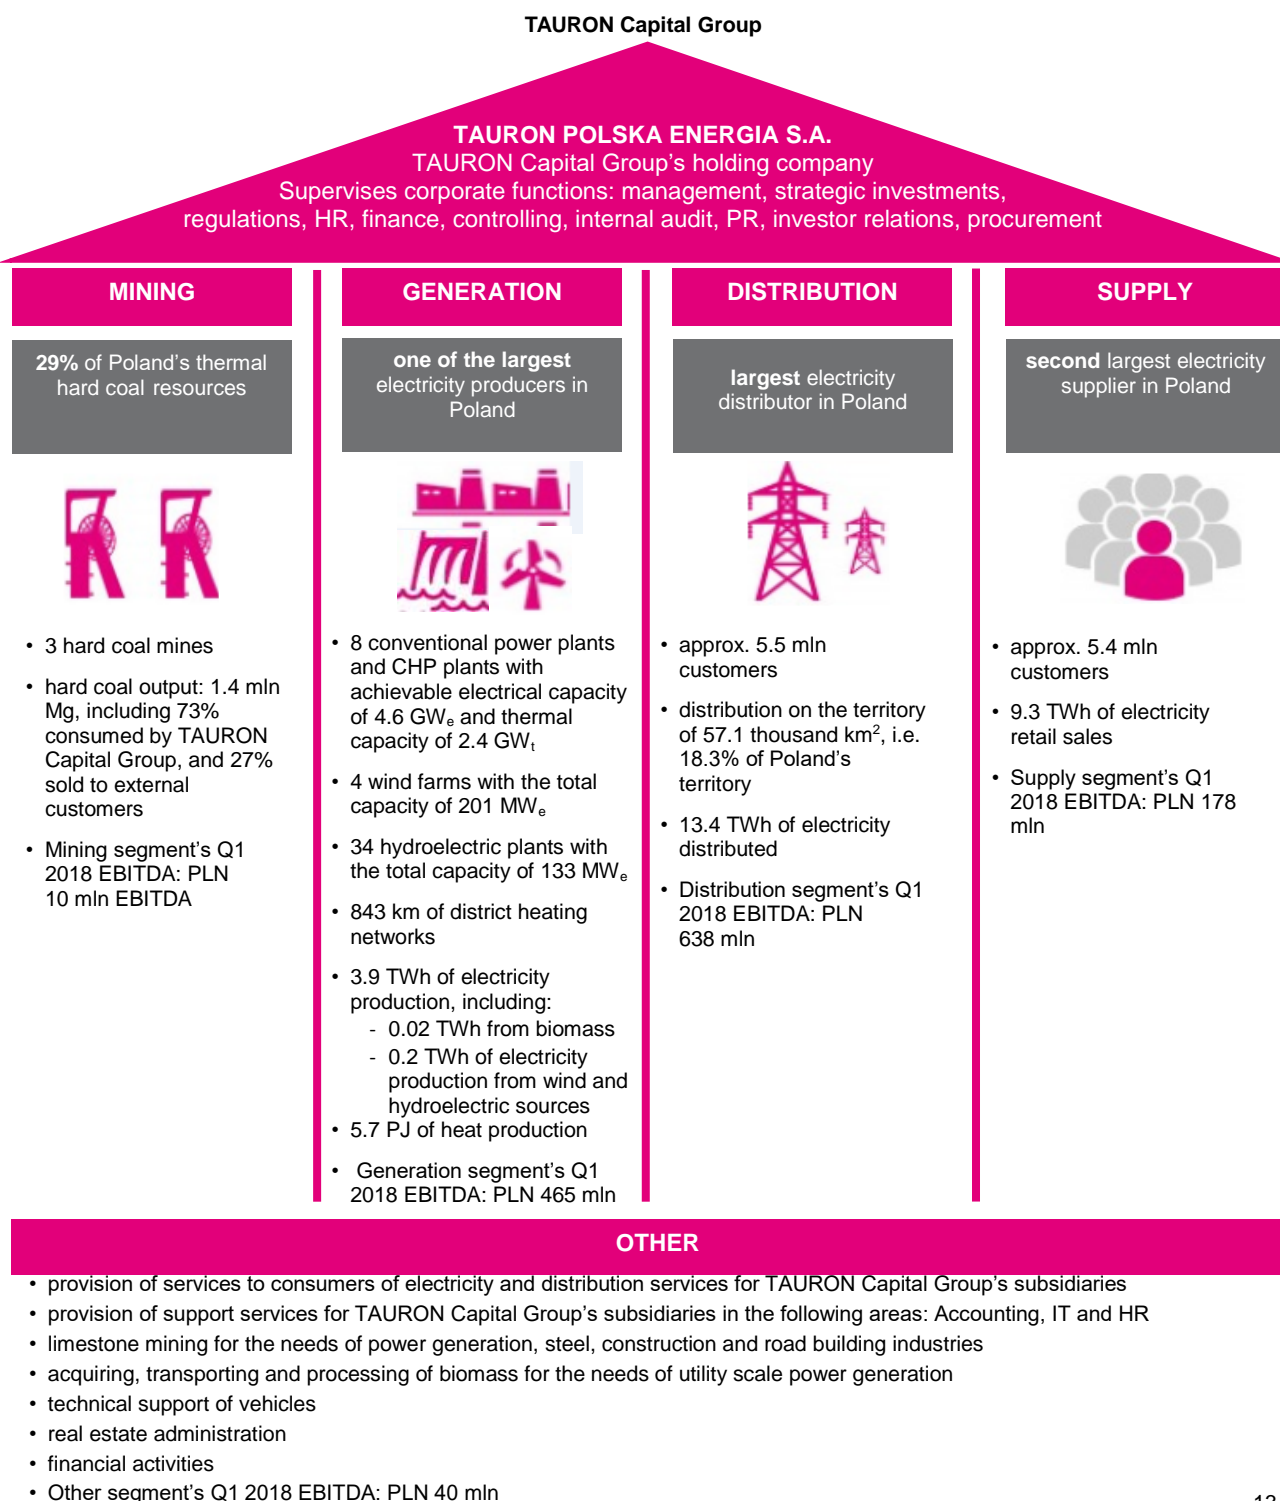 TAURON Capital Group
TAURON POLSKA ENERGIA S.A.
TAURON Capital Group's holding company
Supervises corporate functions: management, strategic investments,
regulations, HR, finance, controlling, internal audit, PR, investor relations, procurement
MINING
29% of Poland's thermal
hard coal resources
• 3 hard coal mines
• hard coal output: 1.4 mln
Mg, including 73%
consumed by TAURON
Capital Group, and 27%
sold to external
customers
• Mining segment's Q1
2018 EBITDA: PLN
10 mln EBITDA
GENERATION
one of the largest
electricity producers in
Poland
• 8 conventional power plants
and CHP plants with
achievable electrical capacity
of 4.6 GWe and thermal
capacity of 2.4 GWt
• 4 wind farms with the total
capacity of 201 MWe
• 34 hydroelectric plants with
the total capacity of 133 MWe
• 843 km of district heating
networks
• 3.9 TWh of electricity
production, including:
- 0.02 TWh from biomass
- 0.2 TWh of electricity
production from wind and
hydroelectric sources
• 5.7 PJ of heat production
• Generation segment's Q1
2018 EBITDA: PLN 465 mln
DISTRIBUTION
largest electricity
distributor in Poland
• approx. 5.5 mln
customers
• distribution on the territory
of 57.1 thousand km², i.e.
18.3% of Poland's
territory
• 13.4 TWh of electricity
distributed
• Distribution segment's Q1
2018 EBITDA: PLN
638 mln
SUPPLY
second largest electricity
supplier in Poland
• approx. 5.4 mln
customers
• 9.3 TWh of electricity
retail sales
• Supply segment's Q1
2018 EBITDA: PLN 178
mln
OTHER
• provision of services to consumers of electricity and distribution services for TAURON Capital Group's subsidiaries
• provision of support services for TAURON Capital Group's subsidiaries in the following areas: Accounting, IT and HR
• limestone mining for the needs of power generation, steel, construction and road building industries
• acquiring, transporting and processing of biomass for the needs of utility scale power generation
• technical support of vehicles
• real estate administration
• financial activities
• Other segment's Q1 2018 EBITDA: PLN 40 mln